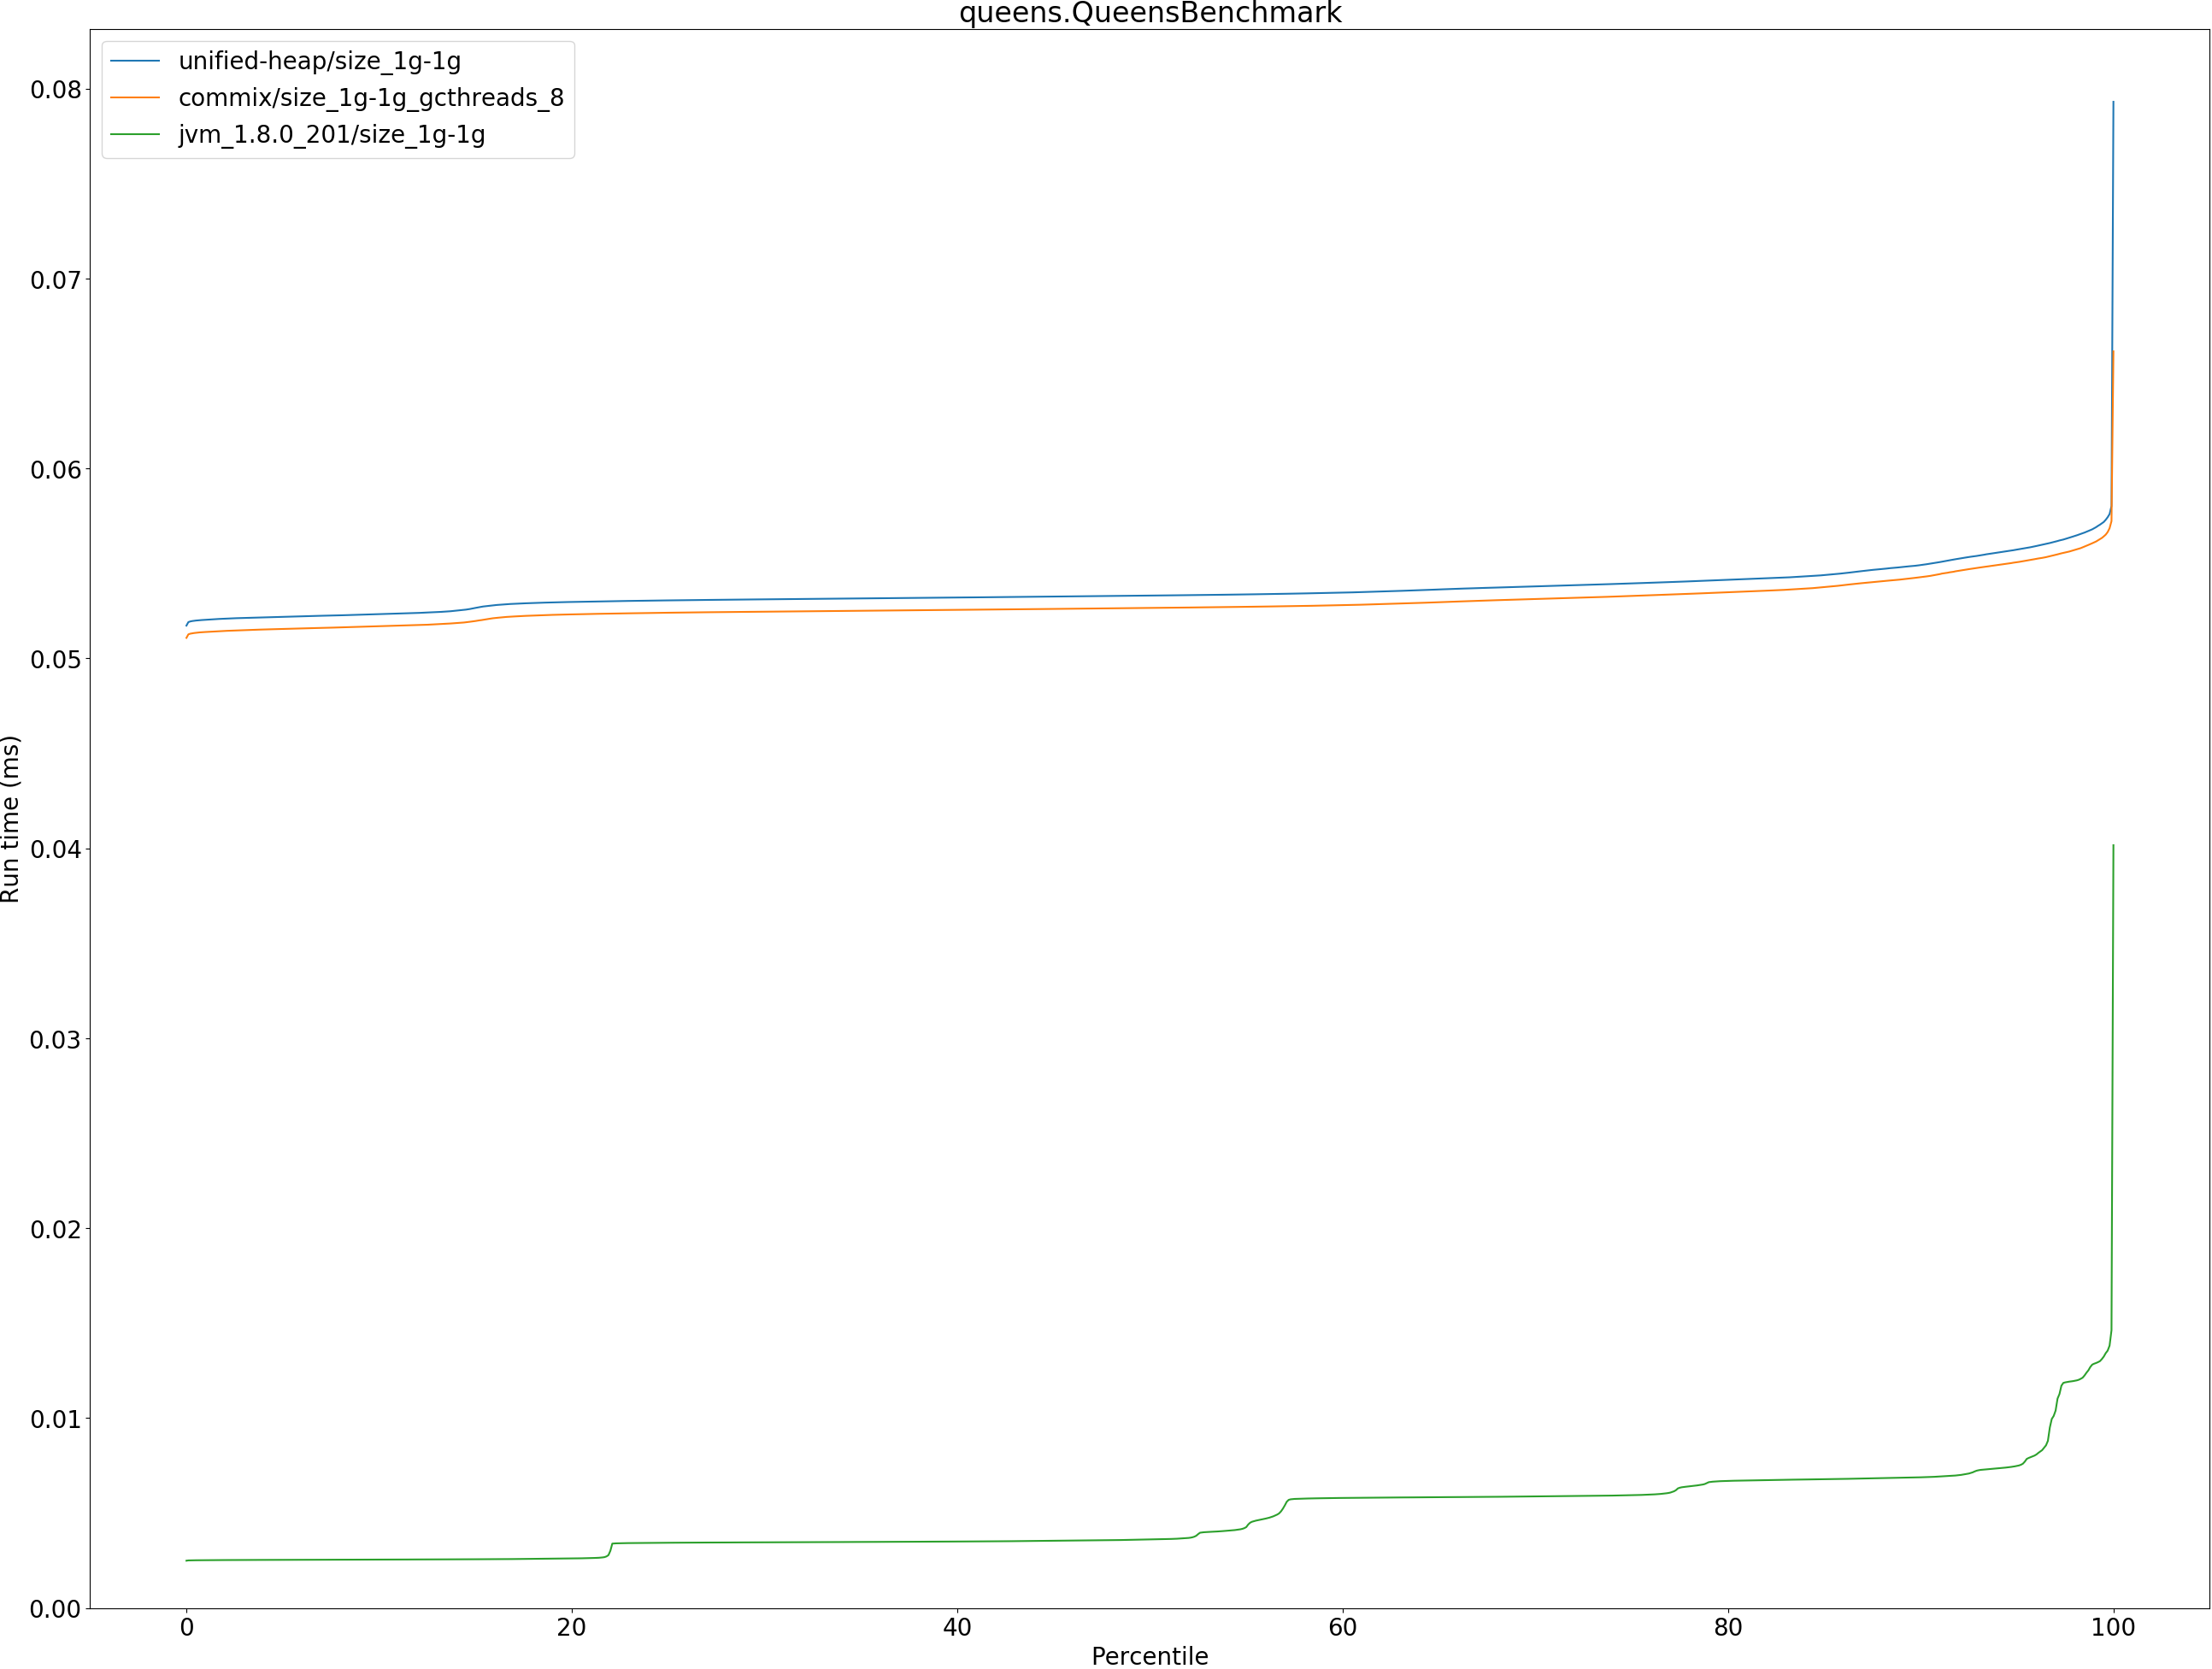 queens.QueensBenchmark
unified-heap/size_1g-1g
commix/size_1g-1g_gcthreads_8
jvm_1.8.0_201/size_1g-1g
0.08
0.07
0.06
0.05
0.04
0.03
0.02
0.01
0.00
Run time (ms)
0 20 40 60 80 100
Percentile